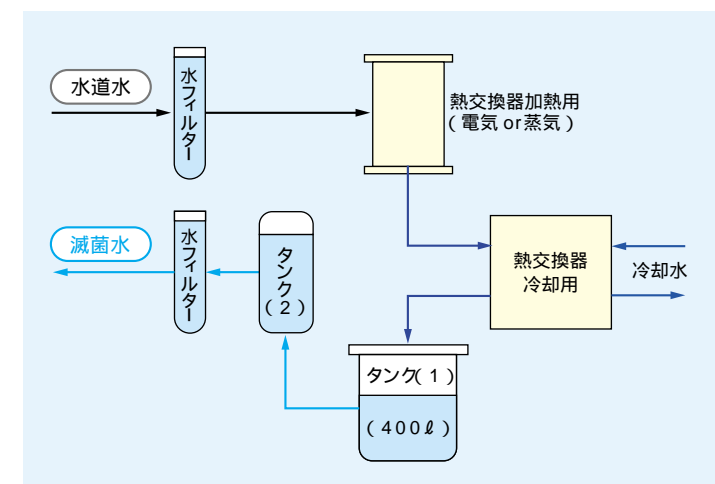 水道水
水フィルター
熱交換器加熱用
(電気or蒸気)
滅菌水
水フィルター
タンク
(2)
熱交換器
冷却用
冷却水
タンク(1)
(400ℓ)